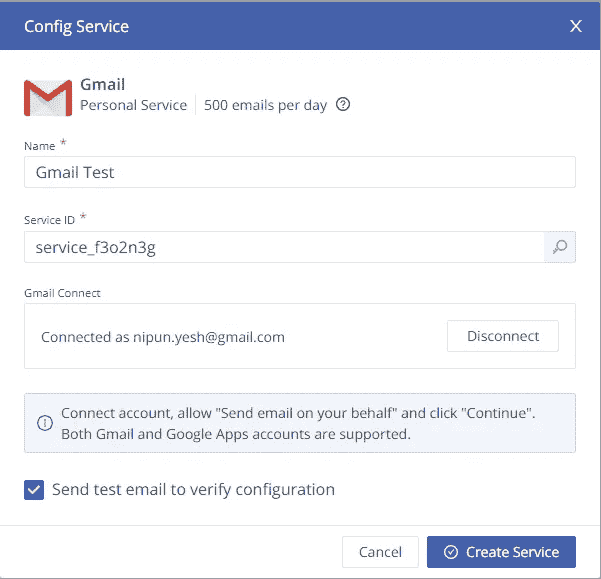 Config Service
X
Gmail
Personal Service 500 emails per day ?
Name *
Gmail Test
Service ID *
service_f3o2n3g
Gmail Connect
Connected as nipun.yesh@gmail.com Disconnect
Connect account, allow "Send email on your behalf" and click "Continue".
Both Gmail and Google Apps accounts are supported.
Send test email to verify configuration
Cancel Create Service